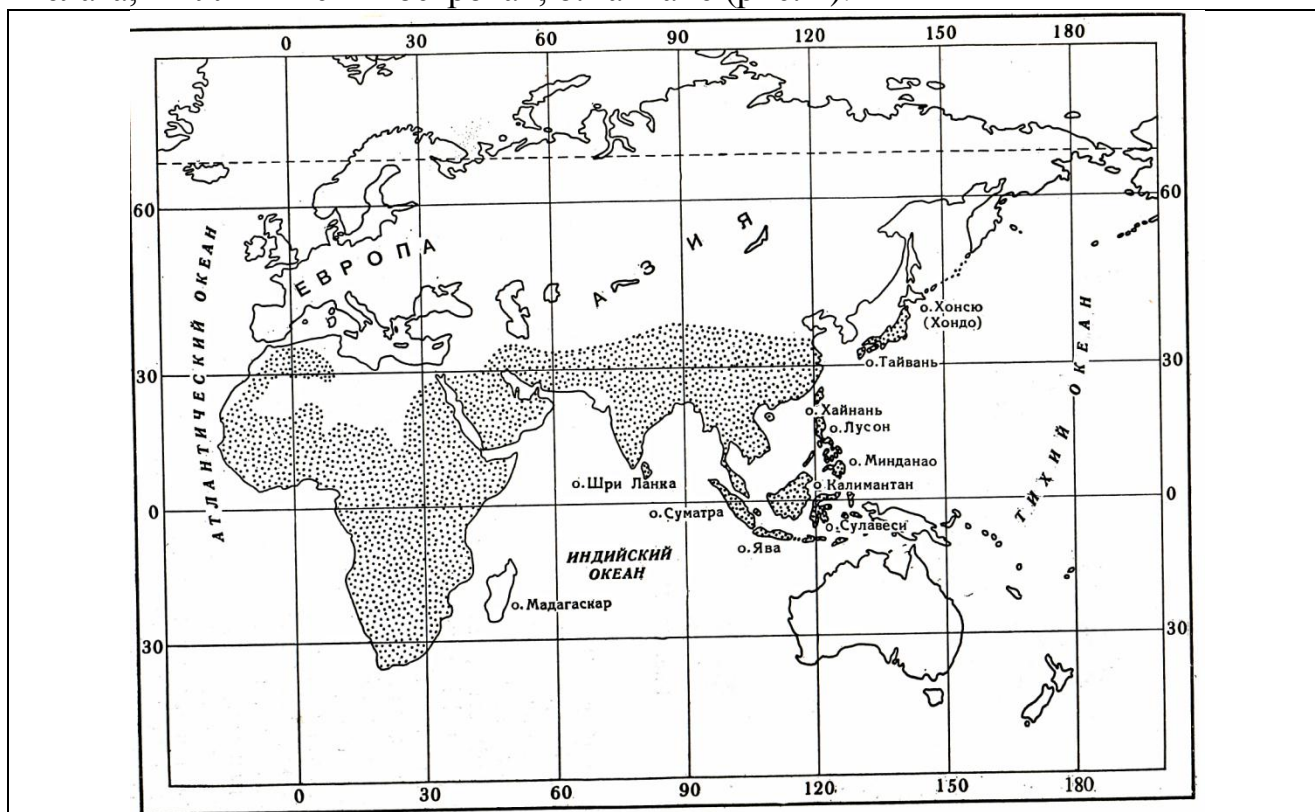 0 30 60 90 120 150 180
60 60
АТЛАНТИЧЕСКИЙ ОКЕАН
ЕВРОПА
АЗИЯ
о.Хонсю
(Хондо)
о.Тайвань
30 30
о.Хайнань
о.Лусон
о.Минданао
о.Шри Ланка
о.Калимантан
ТИХИЙ ОКЕАН
0 0
о.Суматра
о.Сулавеси
о.Ява
ИНДИЙСКИЙ
ОКЕАН
о.Мадагаскар
30 30
0 30 60 90 120 150 180